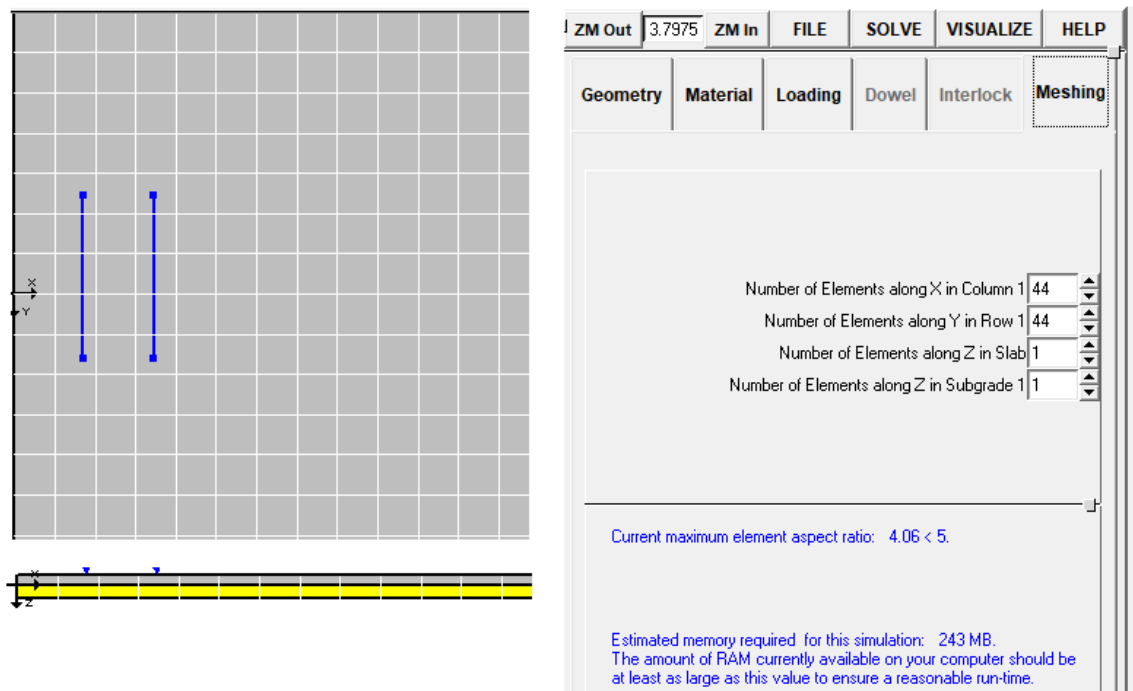 X
Y
X
Z
ZM Out 3.7975 ZM In FILE SOLVE VISUALIZE HELP
Geometry Material Loading Dowel Interlock Meshing
Number of Elements along X in Column 1 44
Number of Elements along Y in Row 1 44
Number of Elements along Z in Slab 1
Number of Elements along Z in Subgrade 1 1
Current maximum element aspect ratio: 4.06 < 5.
Estimated memory required for this simulation: 243 MB.
The amount of RAM currently available on your computer should be
at least as large as this value to ensure a reasonable run-time.